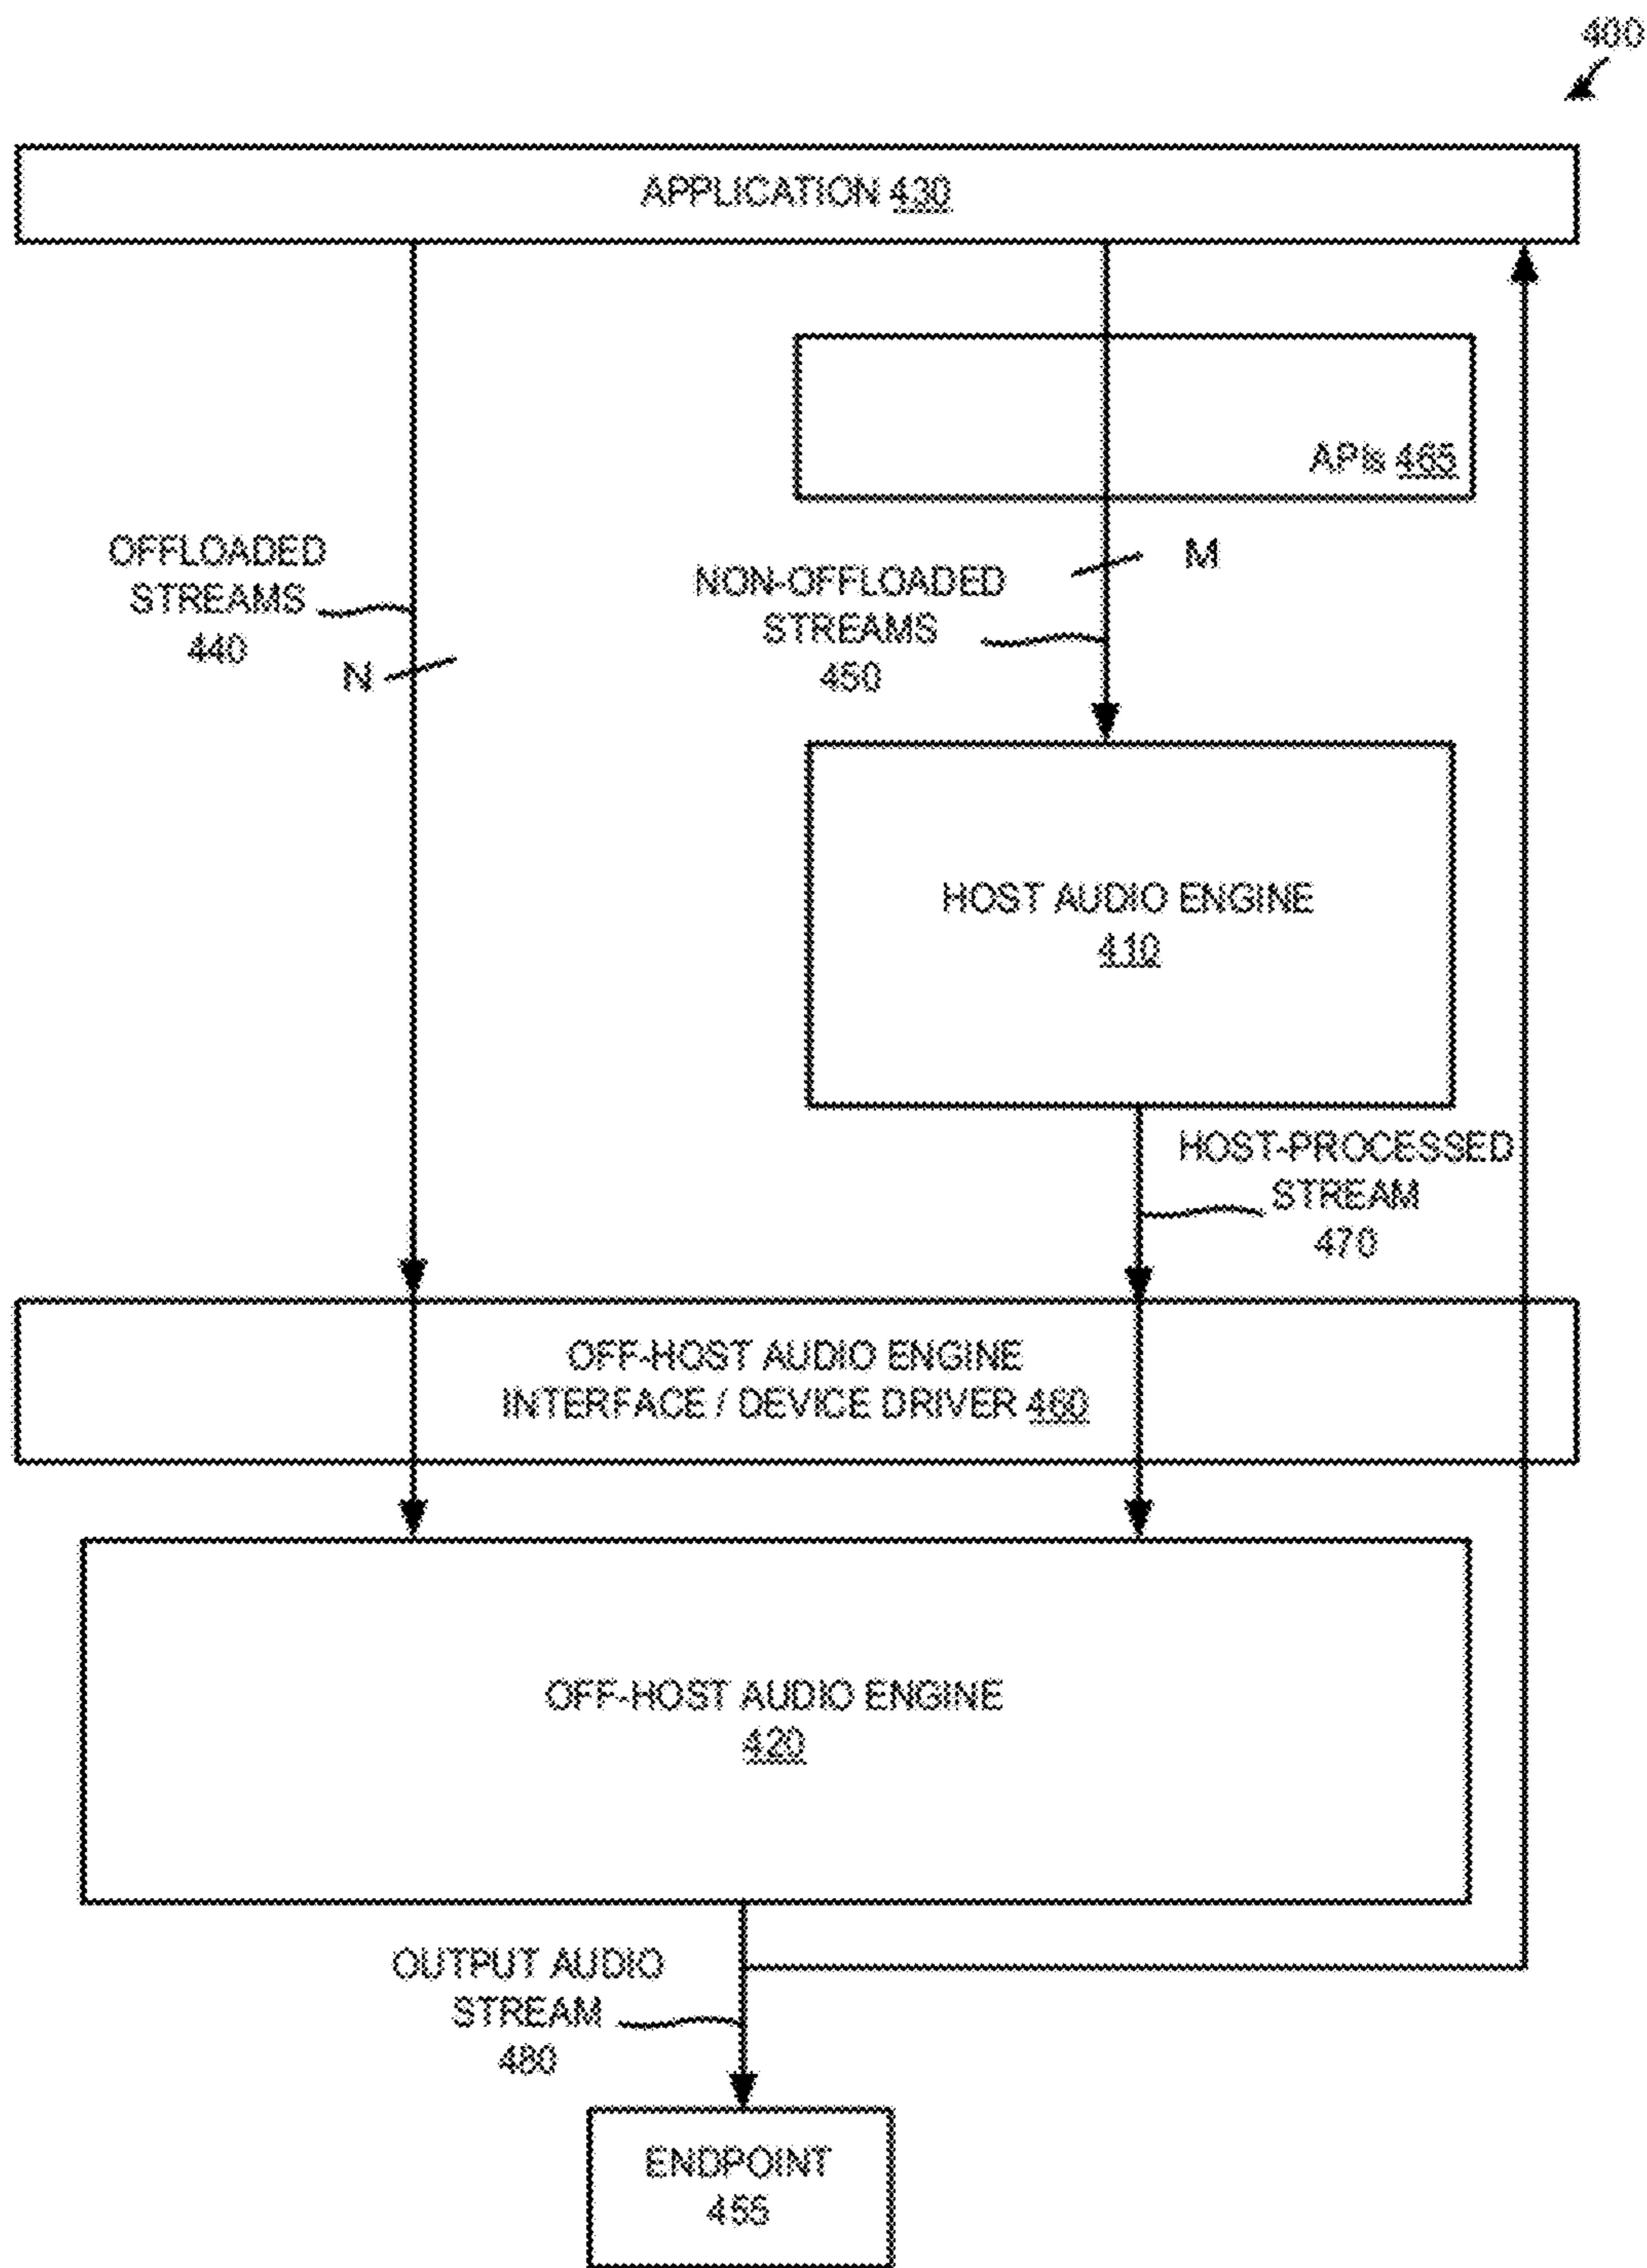 400
APPLICATION 430
APIs 465
OFFLOADED
STREAMS
440
N
M
NON-OFFLOADED
STREAMS
450
HOST AUDIO ENGINE
410
HOST-PROCESSED
STREAM
470
OFF-HOST AUDIO ENGINE
INTERFACE / DEVICE DRIVER 460
OFF-HOST AUDIO ENGINE
420
OUTPUT AUDIO
STREAM
480
ENDPOINT
455